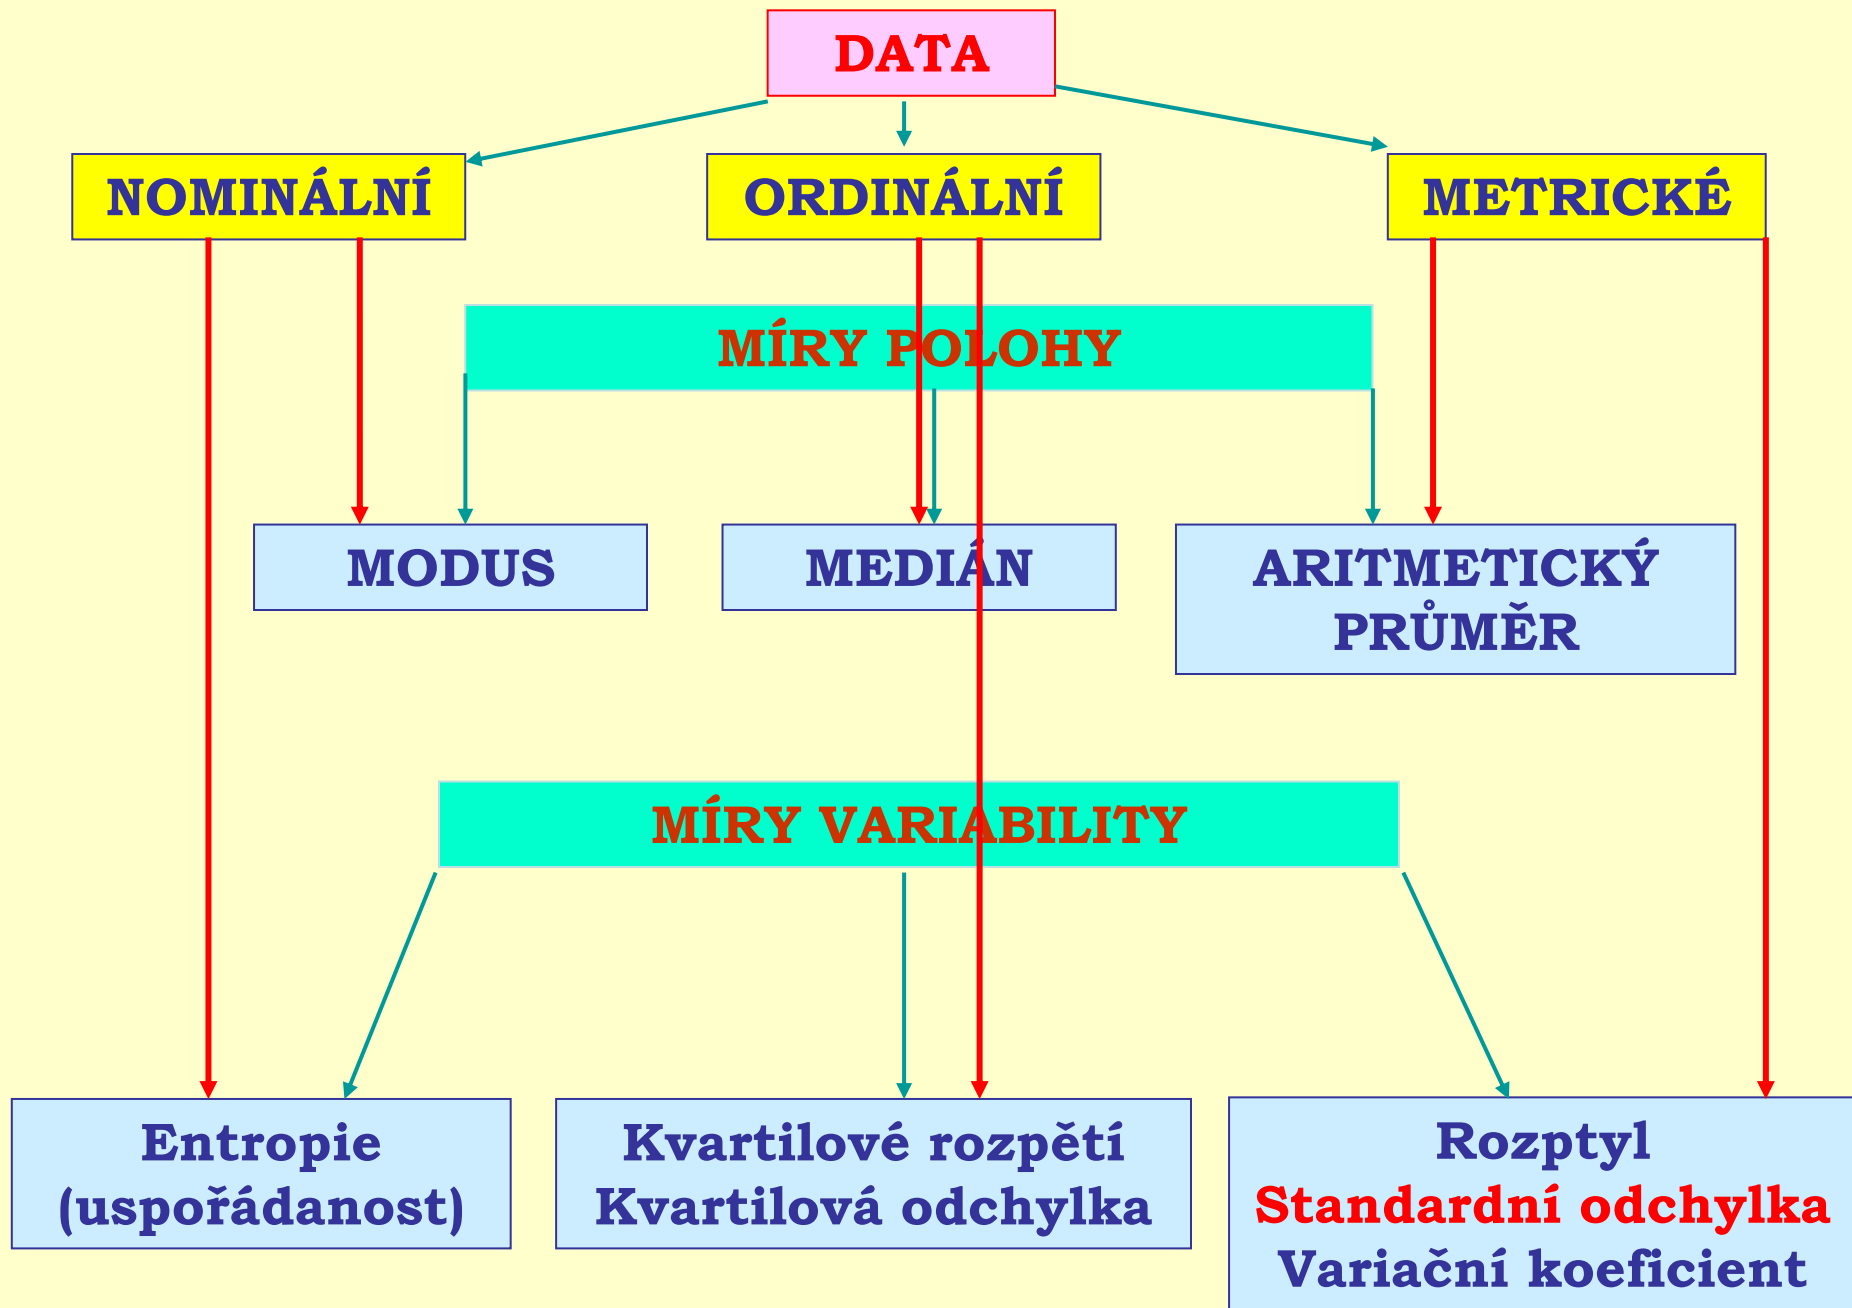 DATA
NOMINÁLNÍ
ORDINÁLNÍ
METRICKÉ
MÍRY POLOHY
MODUS
MEDIÁN
ARITMETICKÝ
PRŮMĚR
MÍRY VARIABILITY
Entropie
(uspořádanost)
Kvartilové rozpětí
Kvartilová odchylka
Rozptyl
Standardní odchylka
Variační koeficient